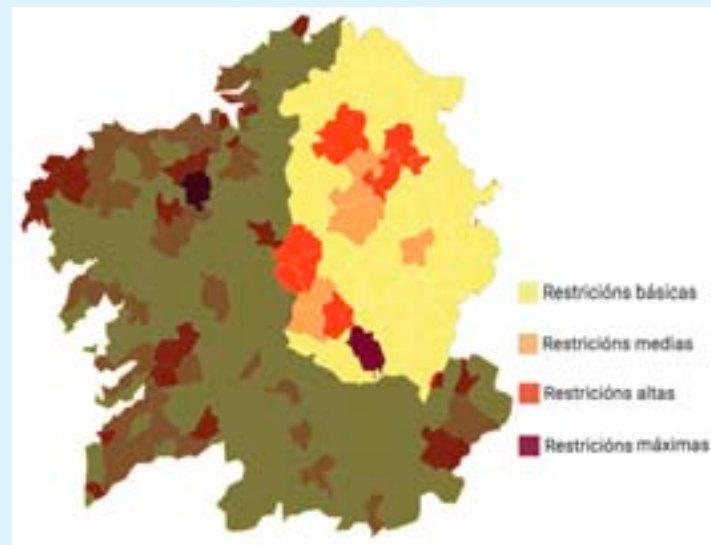 Restricións básicas
Restricións medias
Restricións altas
Restricións máximas